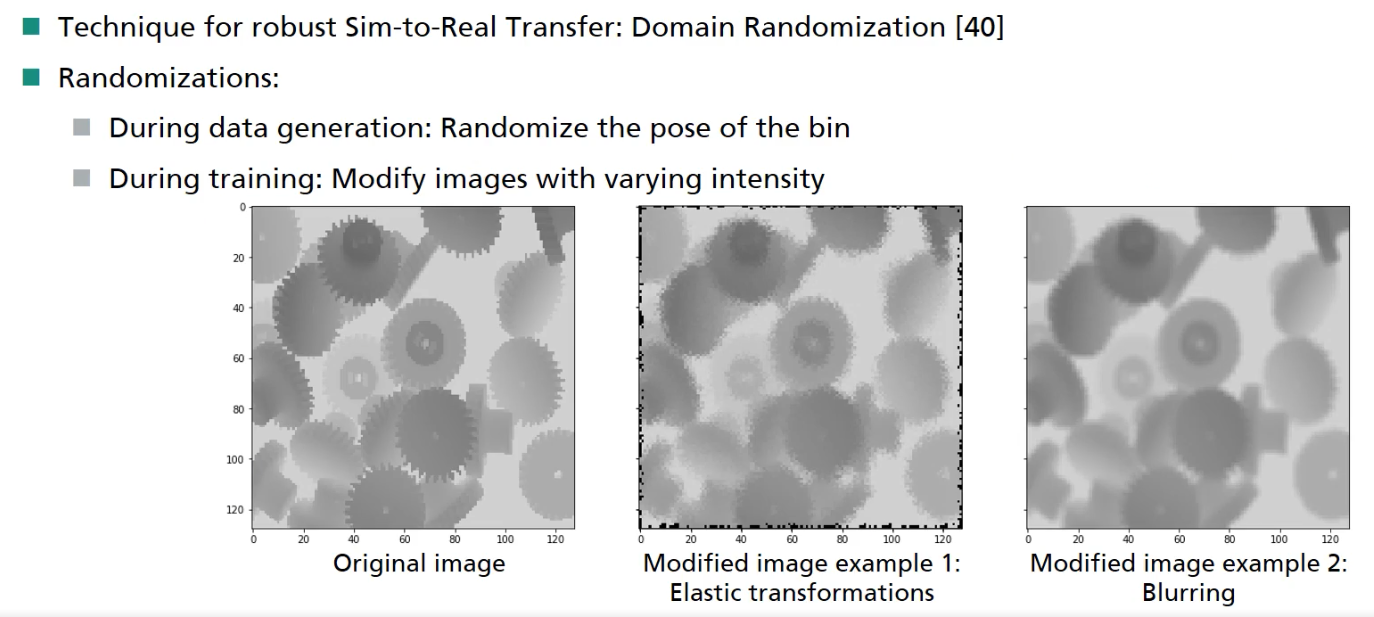 Technique for robust Sim-to-Real Transfer: Domain Randomization [40]
Randomizations:
During data generation: Randomize the pose of the bin
During training: Modify images with varying intensity
0
20
40
60
80
100
120
0 20 40 60 80 100 120
0 20 40 60 80 100 120
0 20 40 60 80 100 120
Original image
Modified image example 1:
Elastic transformations
Modified image example 2:
Blurring